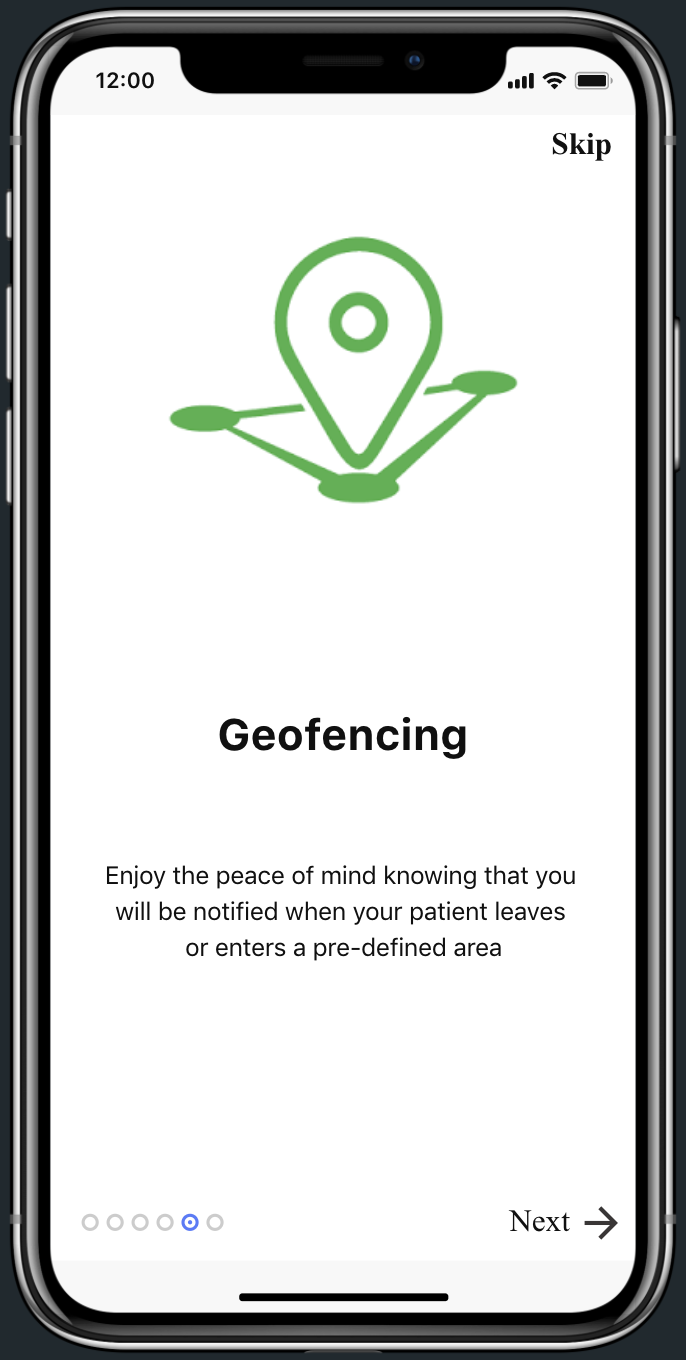 12:00
Skip
Geofencing
Enjoy the peace of mind knowing that you
will be notified when your patient leaves
or enters a pre-defined area
Next